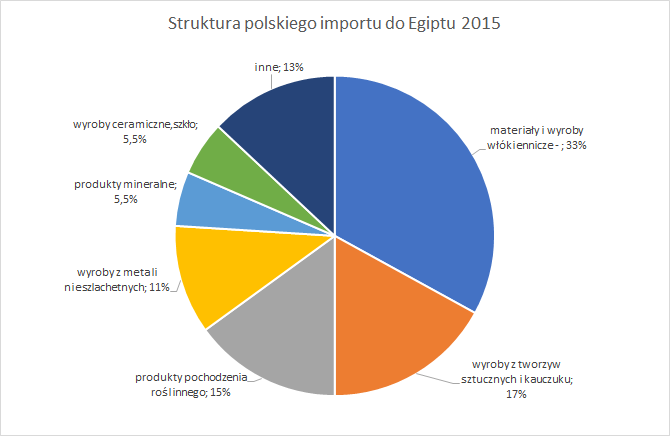 Struktura polskiego importu do Egiptu 2015
inne; 13%
materiały i wyroby
włókiennicze - ; 33%
wyroby ceramiczne,szkło;
5,5%
produkty mineralne;
5,5%
wyroby z metali
nieszlachetnych; 11%
produkty pochodzenia
roślinnego; 15%
wyroby z tworzyw
sztucznych i kauczuku;
17%